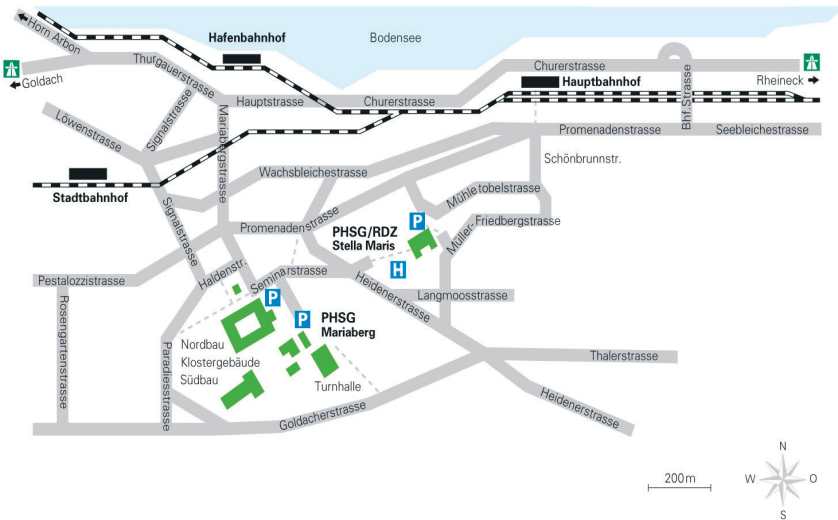 Horn Arbon
Hafenbahnhof
Bodensee
Goldach
Thurgauerstrasse
Churerstrasse
Hauptbahnhof
Rheineck
Hauptstrasse
Churerstrasse
Bhf.Strasse
Löwenstrasse
Signalstrasse
Mariabergstrasse
Promenadenstrasse
Seebleichestrasse
Schönbrunnstr.
Wachsbleichestrasse
Stadtbahnhof
Signalstrasse
Mühletobelstrasse
Promenadenstrasse
PHSG/RDZ
Stella Maris
P
Müller-Friedbergstrasse
H
Pestalozzistrasse
Haldenstr.
Seminarstrasse
Heidenerstrasse
Langmoosstrasse
Rosengartenstrasse
P
P
PHSG
Mariaberg
Paradiesstrasse
Nordbau
Klostergebäude
Südbau
Turnhalle
Thalerstrasse
Goldacherstrasse
Heidenerstrasse
200m
N
W
O
S